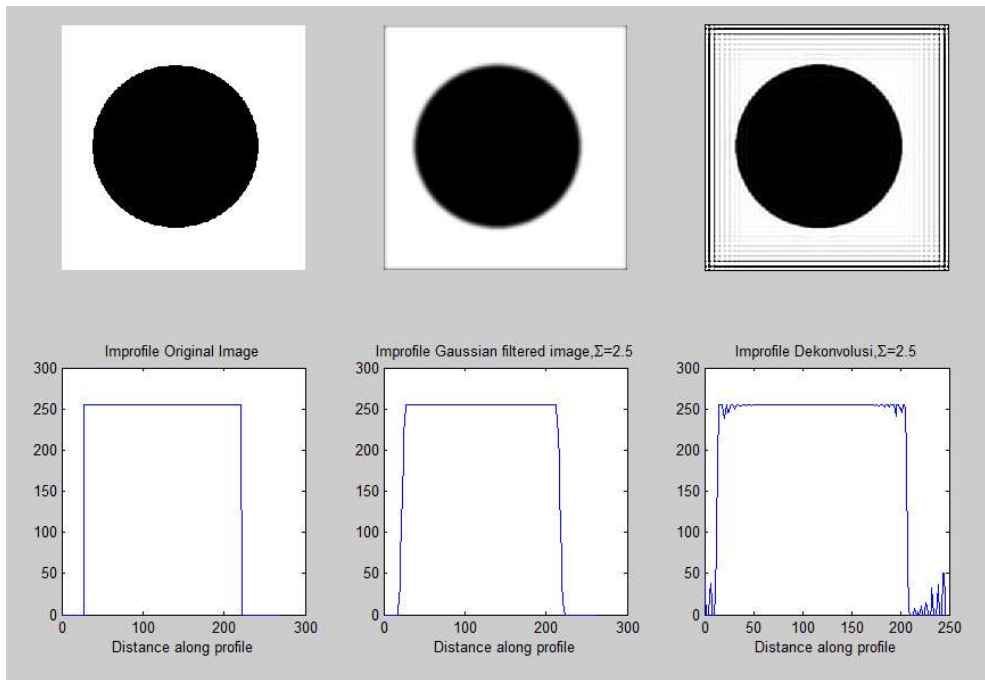 Improfile Original Image
Improfile Gaussian filtered image,Σ=2.5
Improfile Dekonvolusi,Σ=2.5
300
250
200
150
100
50
0
0 100 200 300
Distance along profile
300
250
200
150
100
50
0
0 100 200 300
Distance along profile
300
250
200
150
100
50
0
0 50 100 150 200 250
Distance along profile